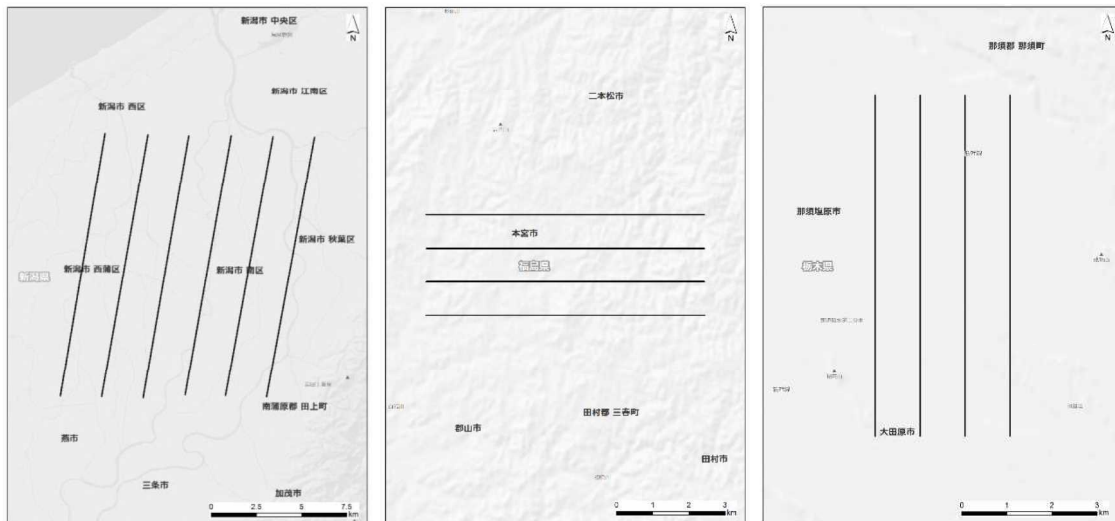 新潟市 中央区
N
新潟市 江南区
新潟市 西区
新潟市 秋葉区
新潟市 西蒲区
新潟市 南区
新潟県
南蒲原郡 田上町
燕市
三条市
加茂市
0 2.5 5 7.5
km
N
二本松市
本宮市
福島県
田村郡 三春町
郡山市
田村市
0 1 2 3
km
N
那須郡 那須町
那須塩原市
栃木県
大田原市
0 1 2 3
km